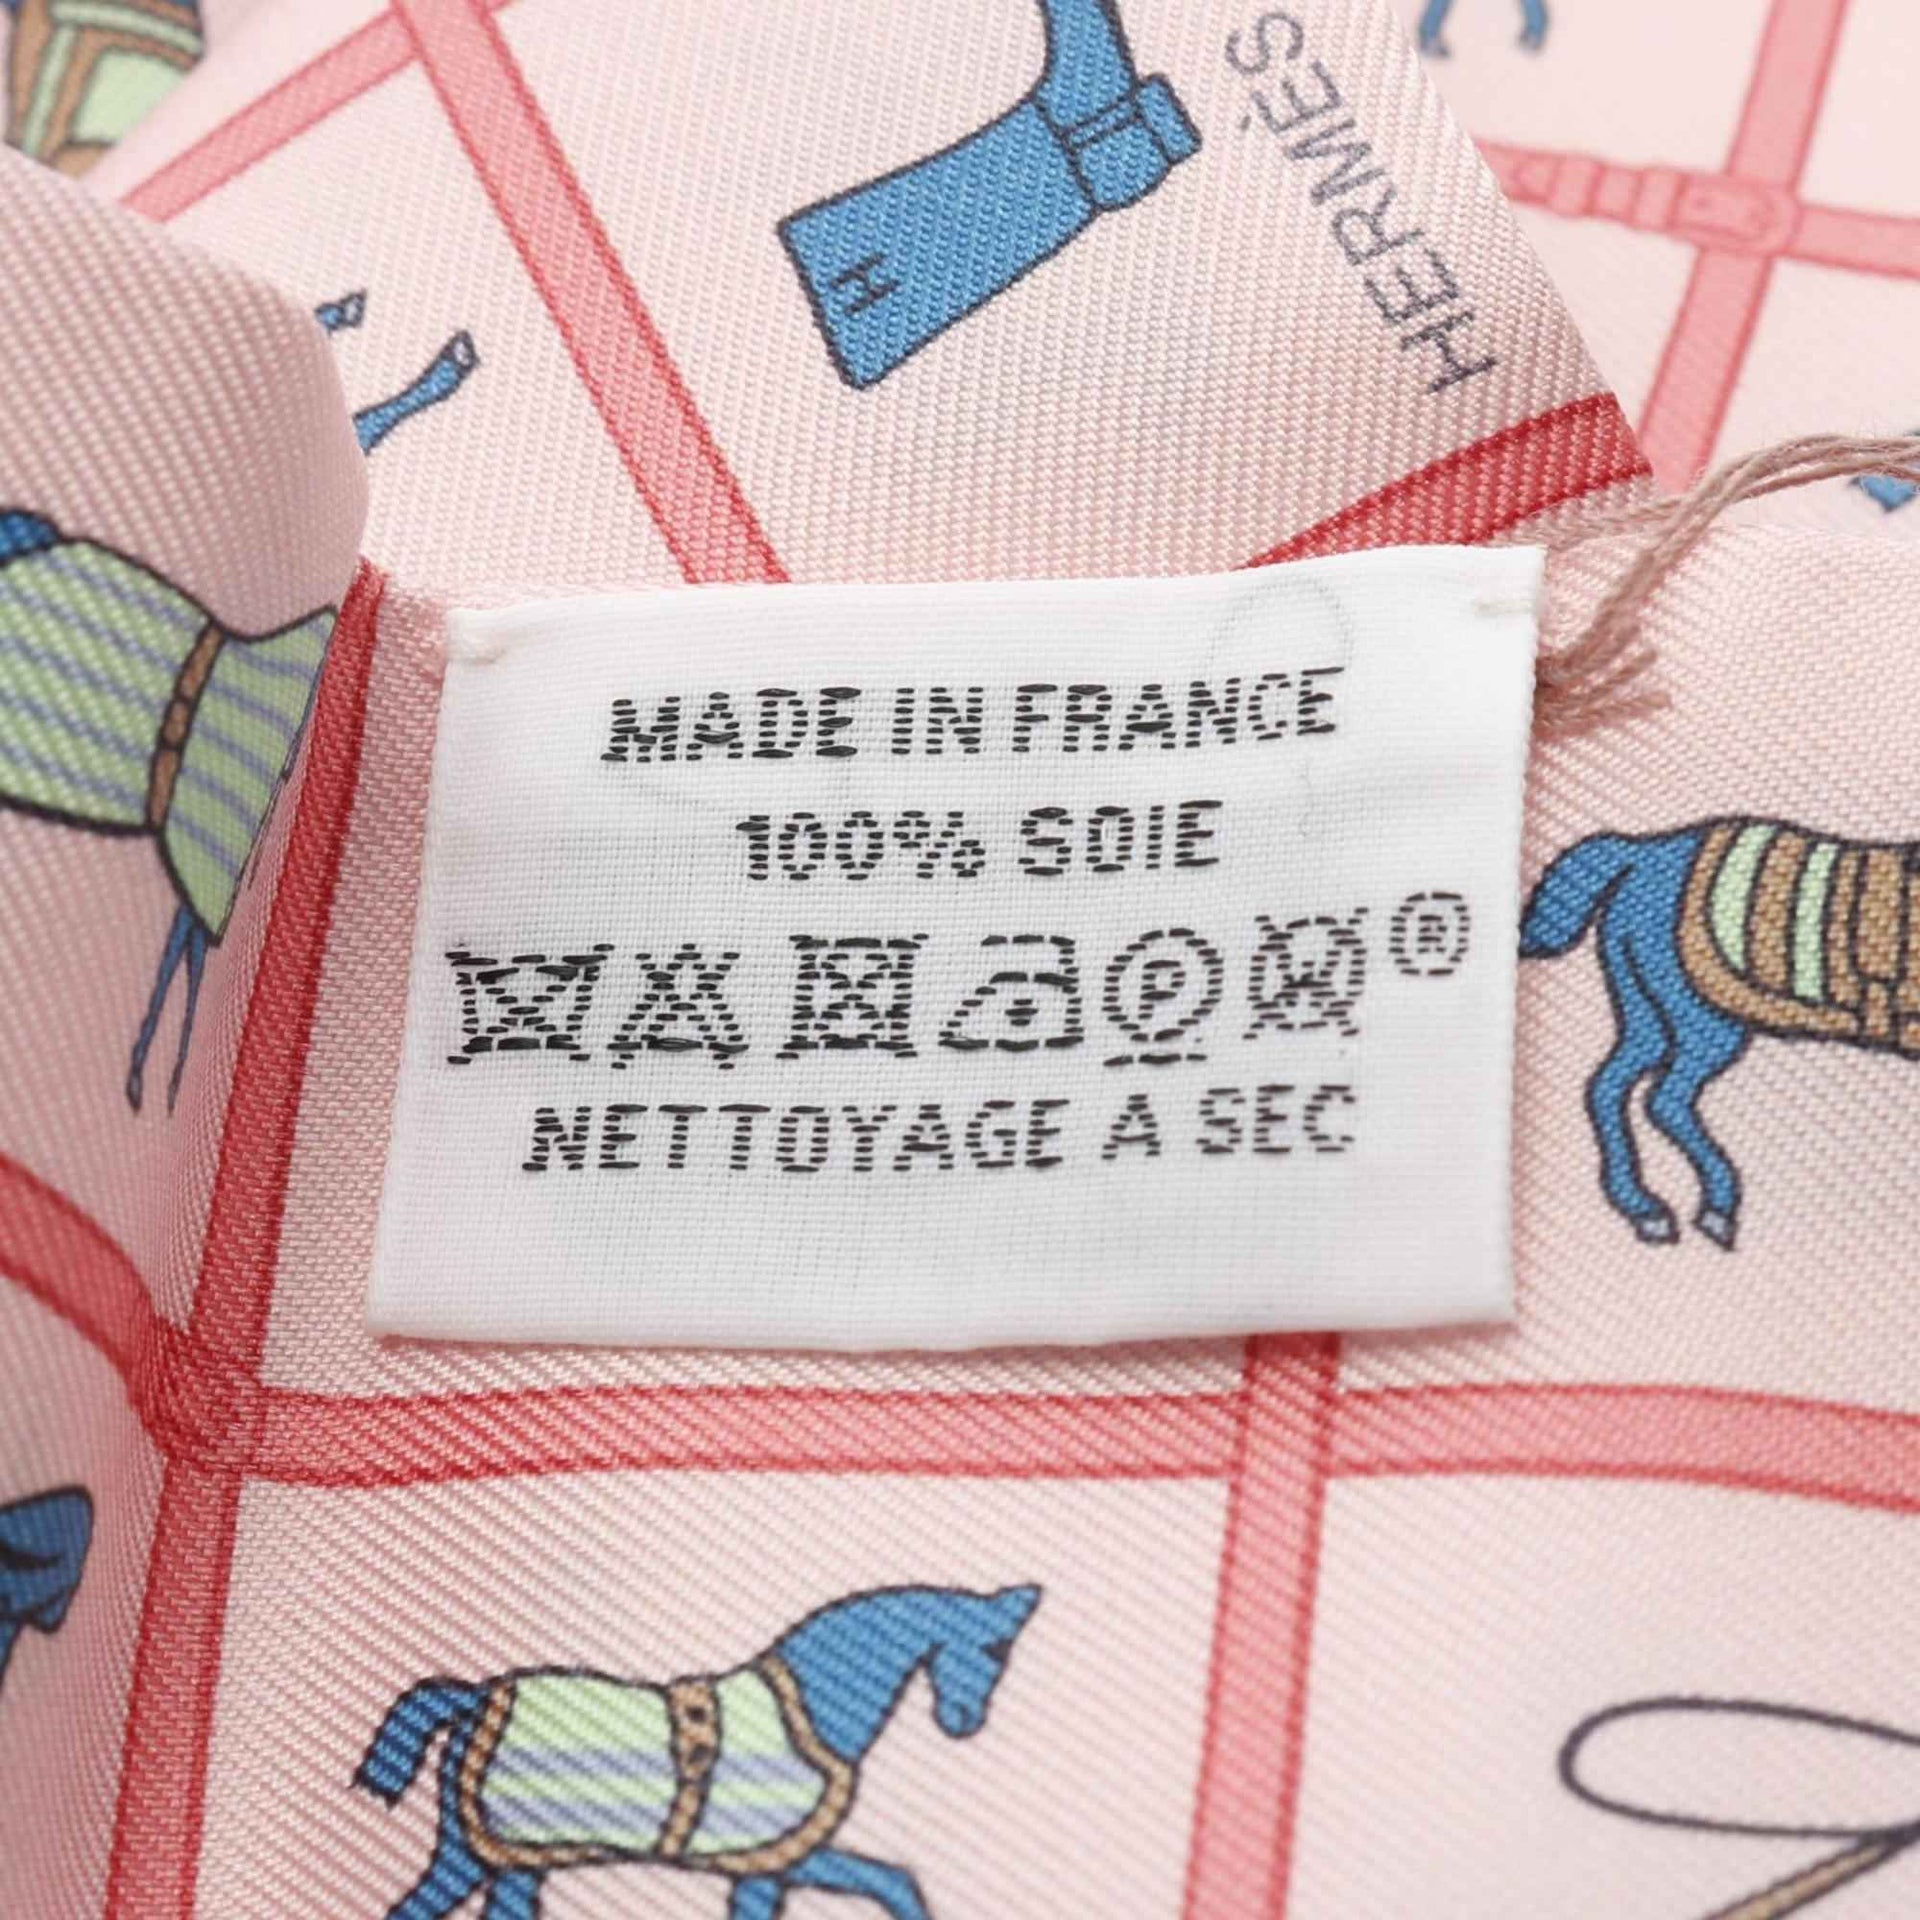 HERMÈS
H
MADE IN FRANCE
100% SOIE
P
®
NETTOYAGE A SEC